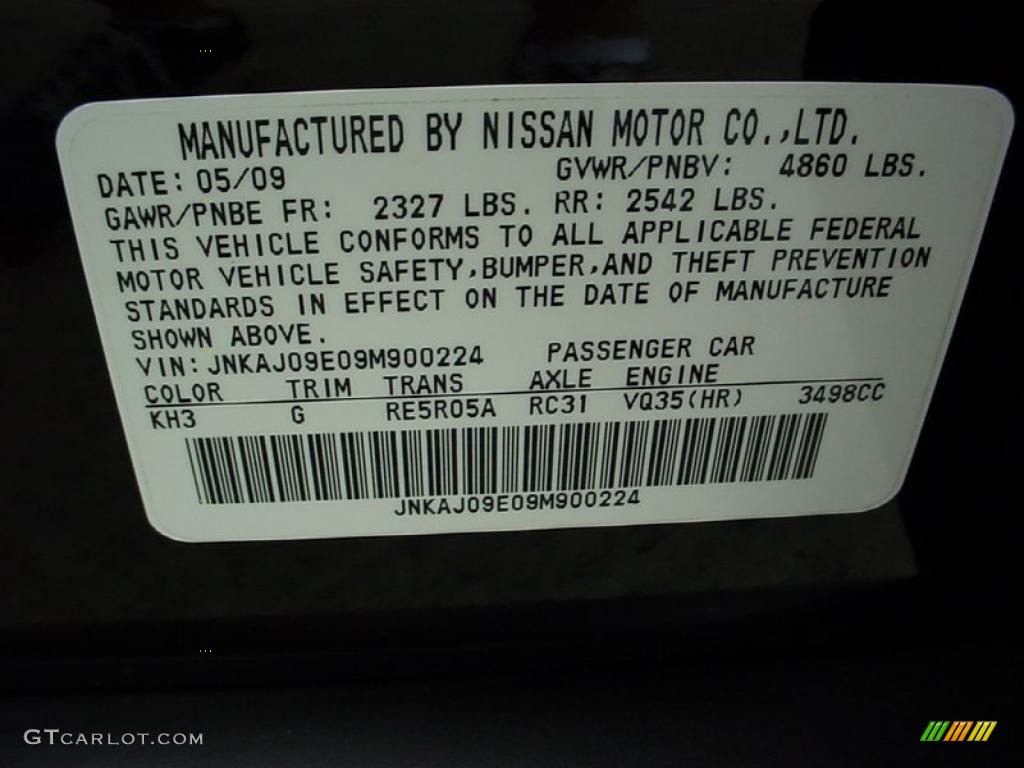 MANUFACTURED BY NISSAN MOTOR CO.,LTD.
DATE: 05/09 GVWR/PNBV: 4860 LBS.
GAWR/PNBE FR: 2327 LBS. RR: 2542 LBS.
THIS VEHICLE CONFORMS TO ALL APPLICABLE FEDERAL
MOTOR VEHICLE SAFETY,BUMPER,AND THEFT PREVENTION
STANDARDS IN EFFECT ON THE DATE OF MANUFACTURE
SHOWN ABOVE.
VIN: JNKAJ09E09M900224 PASSENGER CAR
COLOR TRIM TRANS AXLE ENGINE
KH3 G RE5R05A RC31 VQ35(HR) 3498CC
JNKAJ09E09M900224
GTCARLOT.COM